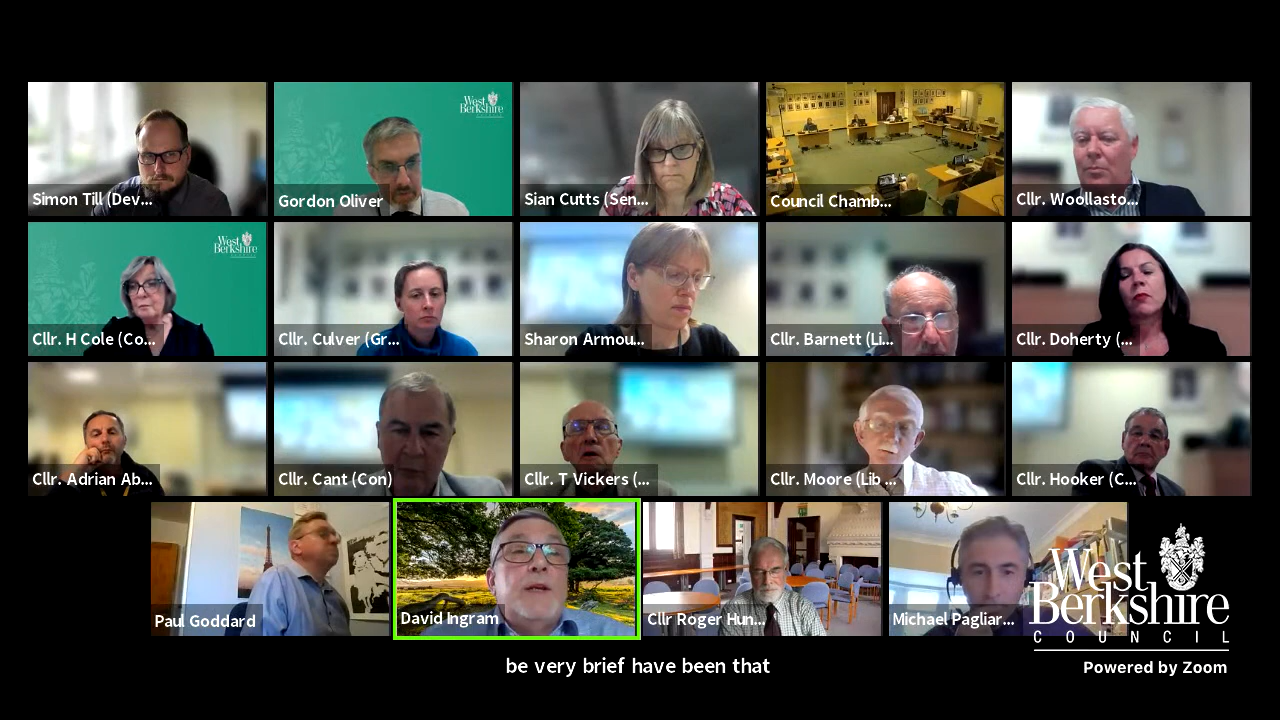 West
Berkshire
COUNCIL
Simon Till (Dev...
Gordon Oliver
Sian Cutts (Sen...
Council Chamb...
Cllr. Woollasto...
West
Berkshire
COUNCIL
Cllr. H Cole (Co...
Cllr. Culver (Gr...
Sharon Armou...
Cllr. Barnett (Li...
Cllr. Doherty (...
Cllr. Adrian Ab...
Cllr. Cant (Con)
Cllr. T Vickers (...
Cllr. Moore (Lib ...
Cllr. Hooker (C...
Paul Goddard
David Ingram
Cllr Roger Hun...
Michael Pagliar...
West
Berkshire
COUNCIL
Powered by Zoom
be very brief have been that